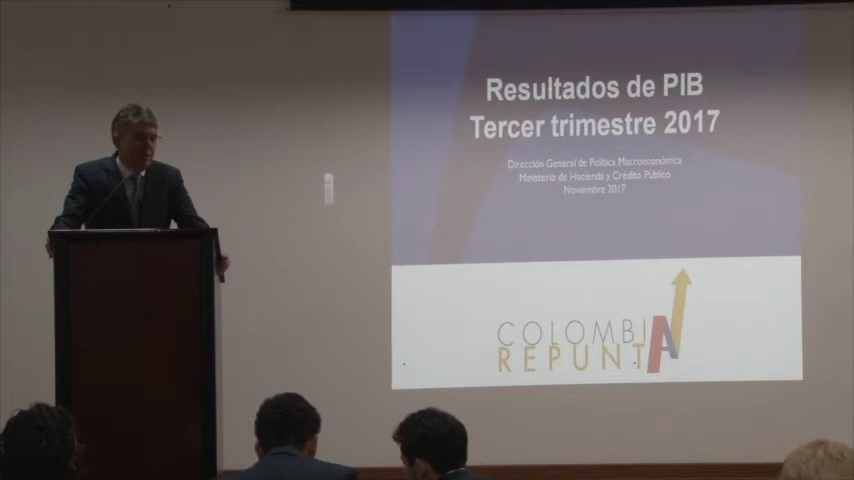 Resultados de PIB
Tercer trimestre 2017
Dirección General de Política Macroeconómica
Ministerio de Hacienda y Crédito Público
Noviembre 2017
COLOMBIA
REPUNTA